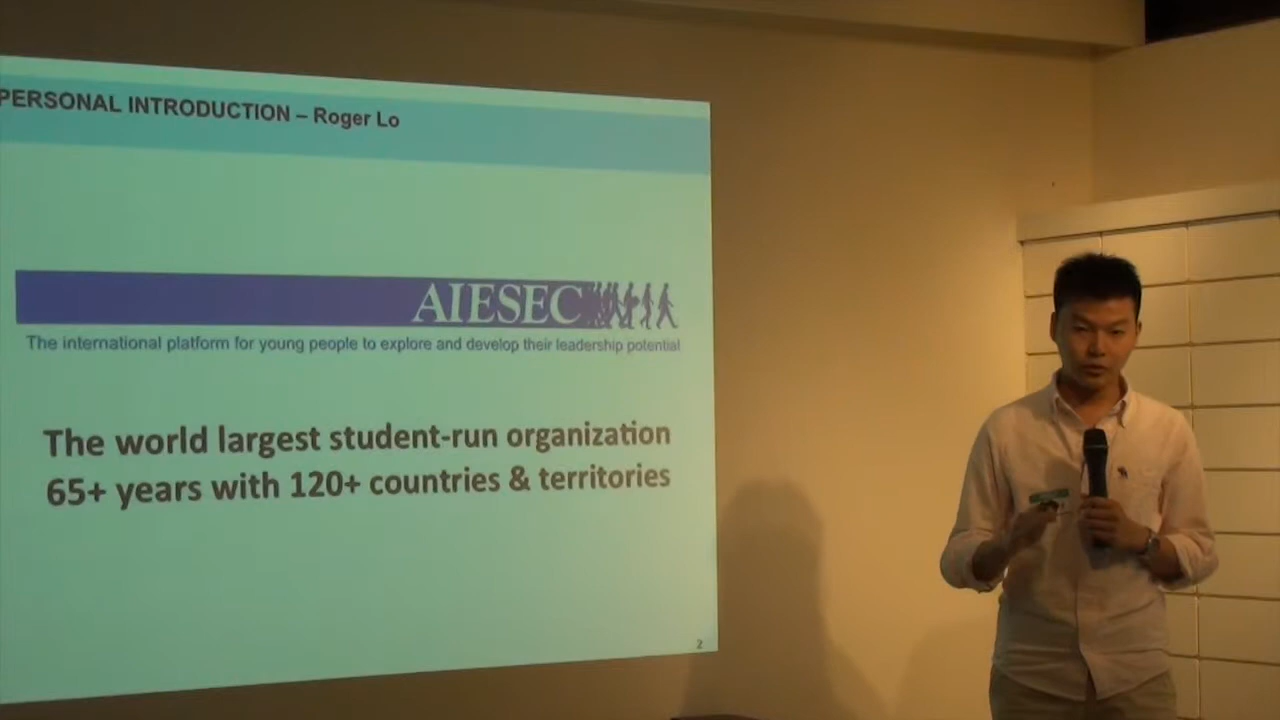 PERSONAL INTRODUCTION – Roger Lo
AIESEC
The international platform for young people to explore and develop their leadership potential
The world largest student-run organization
65+ years with 120+ countries & territories
2